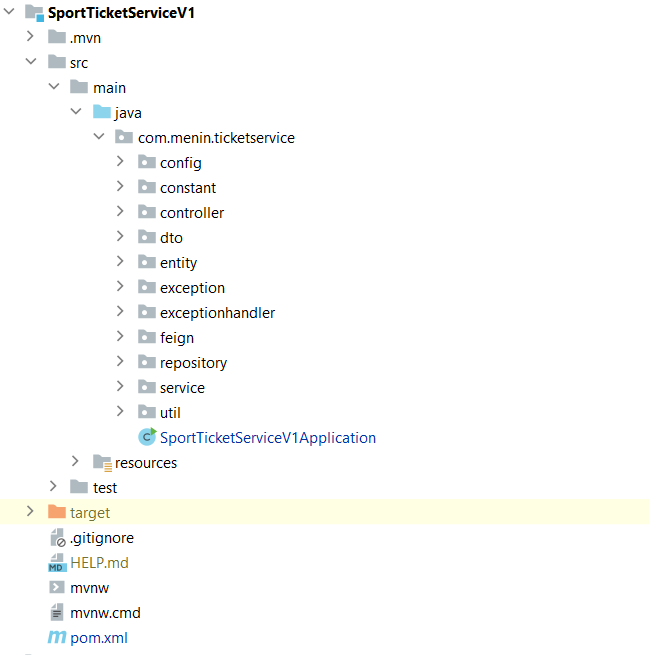 SportTicketServiceV1
.mvn
src
main
java
com.menin.ticketservice
config
constant
controller
dto
entity
exception
exceptionhandler
feign
repository
service
util
C SportTicketServiceV1Application
resources
test
target
.gitignore
MD HELP.md
mvnw
mvnw.cmd
m pom.xml